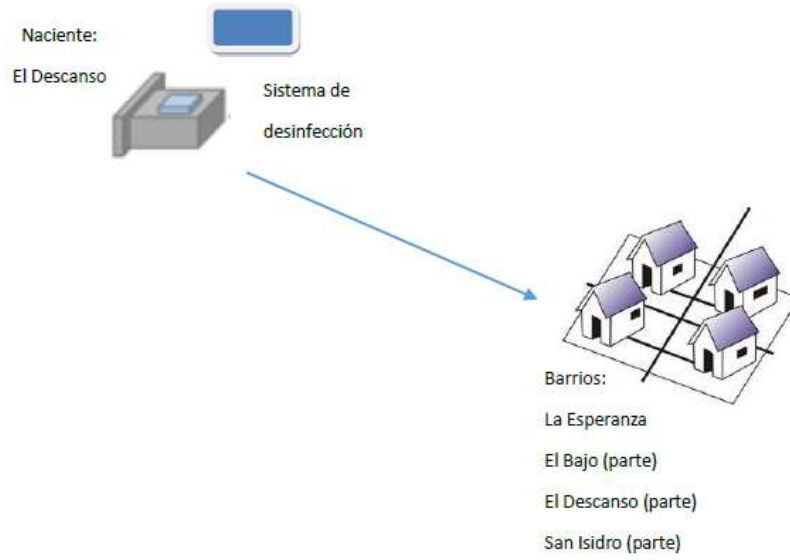 Naciente:
El Descanso
Sistema de
desinfección
Barrios:
La Esperanza
El Bajo (parte)
El Descanso (parte)
San Isidro (parte)